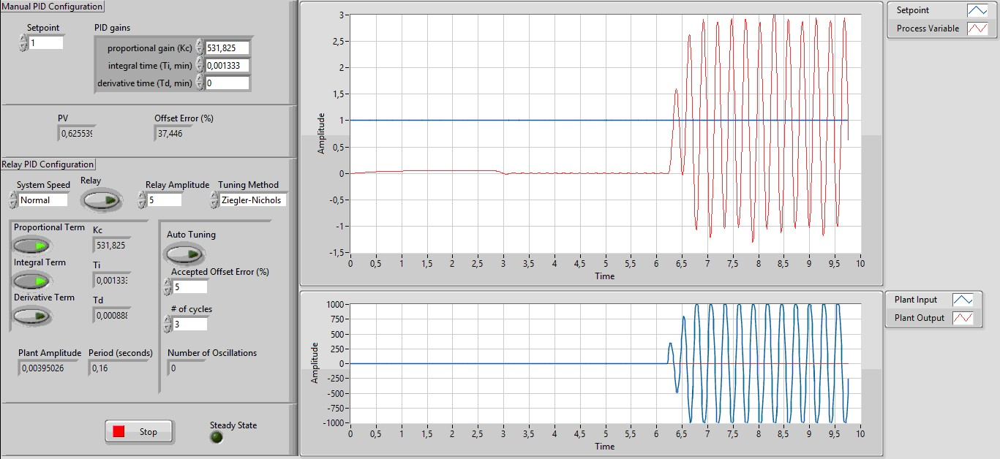 Manual PID Configuration
Setpoint
1
PID gains
proportional gain (Kc) 531,825
integral time (Ti, min) 0,001333
derivative time (Td, min) 0
PV
0,625539
Offset Error (%)
37,446
Relay PID Configuration
System Speed
Normal
Relay
Relay Amplitude
5
Tuning Method
Ziegler-Nichols
Proportional Term
Kc
531,825
Integral Term
Ti
0,001333
Derivative Term
Td
0,000888
Auto Tuning
Accepted Offset Error (%)
5
# of cycles
3
Plant Amplitude
0,00395026
Period (seconds)
0,16
Number of Oscillations
0
Stop
Steady State
Amplitude
3
2,5
2
1,5
1
0,5
0
-0,5
-1
-1,5
0 0,5 1 1,5 2 2,5 3 3,5 4 4,5 5 5,5 6 6,5 7 7,5 8 8,5 9 9,5 10
Time
Setpoint
Process Variable
Amplitude
1000
750
500
250
0
-250
-500
-750
-1000
0 0,5 1 1,5 2 2,5 3 3,5 4 4,5 5 5,5 6 6,5 7 7,5 8 8,5 9 9,5 10
Time
Plant Input
Plant Output